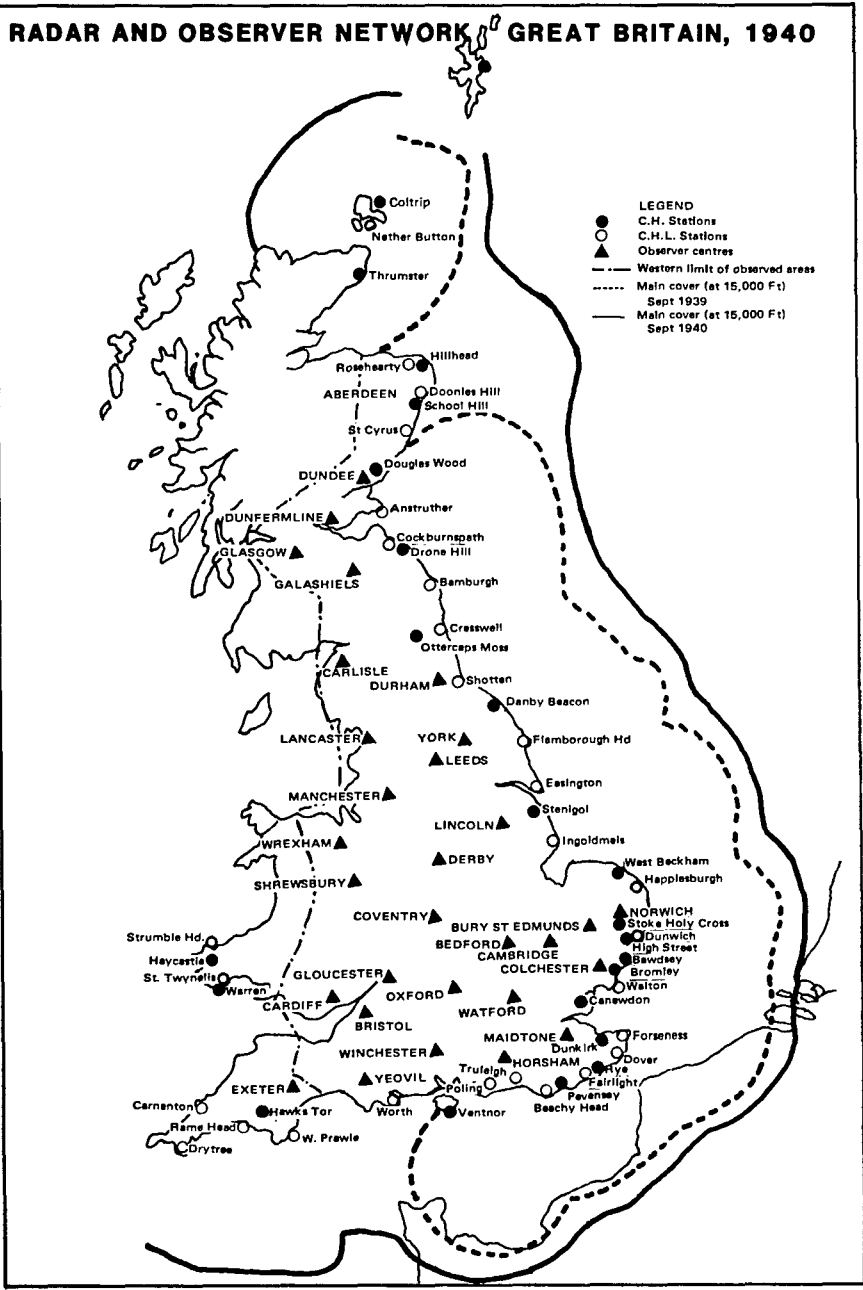 RADAR AND OBSERVER NETWORK, GREAT BRITAIN, 1940
LEGEND
C.H. Stations
C.H.L. Stations
Observer centres
Western limit of observed areas
Main cover (at 15,000 Ft)
Sept 1939
Main cover (at 15,000 Ft)
Sept 1940
Coltrip
Nether Button
Thrumster
Hillhead
Rosehearty
ABERDEEN
Doonies Hill
School Hill
St Cyrus
Douglas Wood
DUNDEE
Anstruther
DUNFERMLINE
Cockburnspath
Drone Hill
GLASGOW
GALASHIELS
Bamburgh
Cresswell
Ottercaps Moss
CARLISLE
DURHAM
Shotten
Danby Beacon
LANCASTER
YORK
Flamborough Hd
LEEDS
Easington
MANCHESTER
Stenigol
LINCOLN
Ingoldmels
WREXHAM
DERBY
West Beckham
SHREWSBURY
Happlesburgh
COVENTRY
NORWICH
BURY ST EDMUNDS
Stoke Holy Cross
Strumble Hd.
BEDFORD
Dunwich
High Street
CAMBRIDGE
Haycastle
Bawdsey
COLCHESTER
Bromley
St. Twynells
GLOUCESTER
Walton
Warren
OXFORD
CARDIFF
Canewdon
WATFORD
BRISTOL
MAIDTONE
Forseness
Dunkirk
WINCHESTER
Dover
HORSHAM
Truleigh
Rye
YEOVIL
Fairlight
EXETER
Poling
Pevensey
Carnanton
Hawks Tor
Worth
Ventnor
Beachy Head
Rame Head
W. Prawle
Drytree